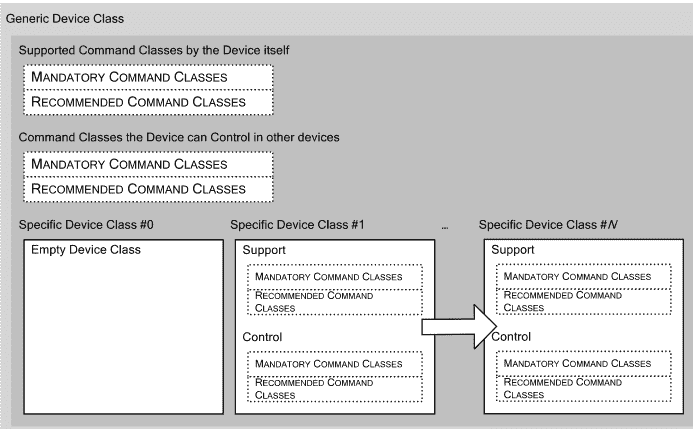 Generic Device Class
Supported Command Classes by the Device itself
MANDATORY COMMAND CLASSES
RECOMMENDED COMMAND CLASSES
Command Classes the Device can Control in other devices
MANDATORY COMMAND CLASSES
RECOMMENDED COMMAND CLASSES
Specific Device Class #0
Empty Device Class
Specific Device Class #1
Support
MANDATORY COMMAND CLASSES
RECOMMENDED COMMAND
CLASSES
Control
MANDATORY COMMAND CLASSES
RECOMMENDED COMMAND
CLASSES
...
Specific Device Class #N
Support
MANDATORY COMMAND CLASSES
RECOMMENDED COMMAND
CLASSES
Control
MANDATORY COMMAND CLASSES
RECOMMENDED COMMAND
CLASSES